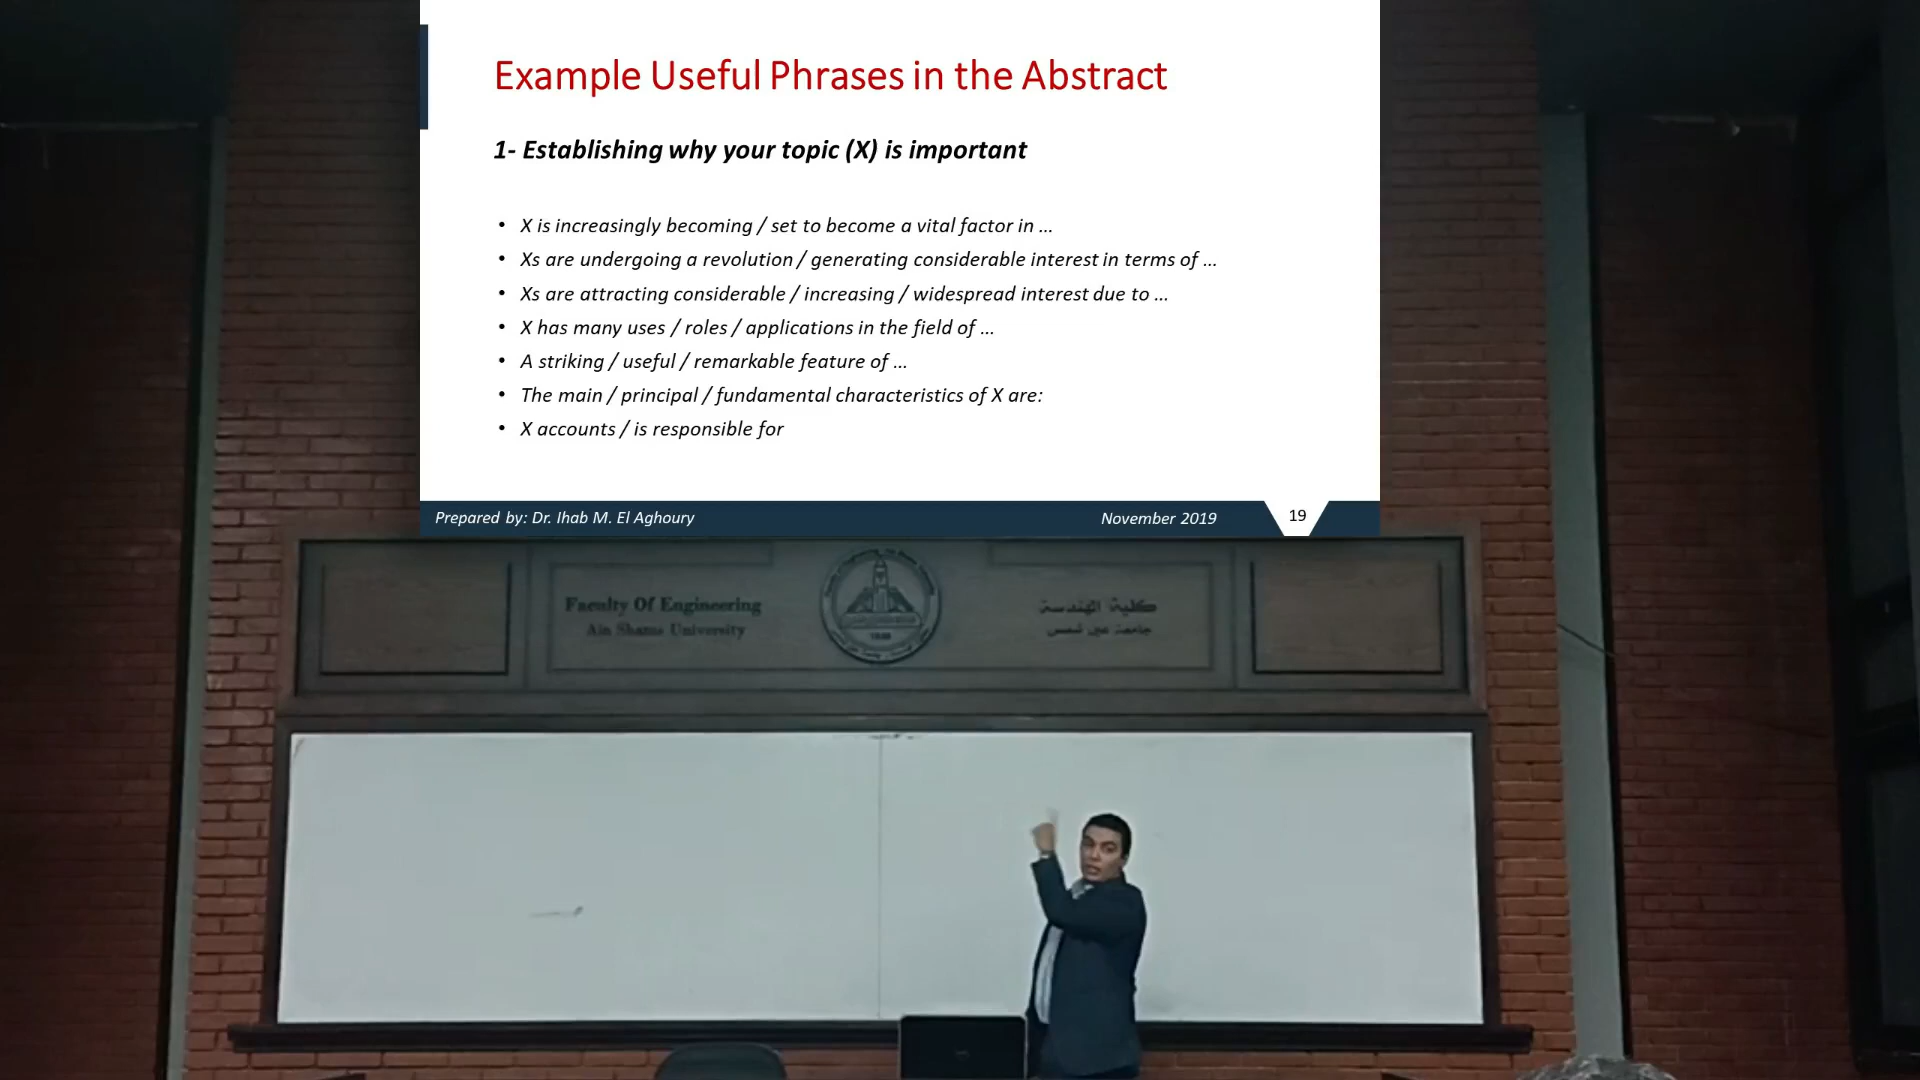 Example Useful Phrases in the Abstract
1- Establishing why your topic (X) is important
• X is increasingly becoming / set to become a vital factor in ...
• Xs are undergoing a revolution / generating considerable interest in terms of ...
• Xs are attracting considerable / increasing / widespread interest due to ...
• X has many uses / roles / applications in the field of ...
• A striking / useful / remarkable feature of ...
• The main / principal / fundamental characteristics of X are:
• X accounts / is responsible for
Prepared by: Dr. Ihab M. El Aghoury
November 2019
19
Faculty Of Engineering
Ain Shams University
كلية الهندسة
جامعة عين شمس